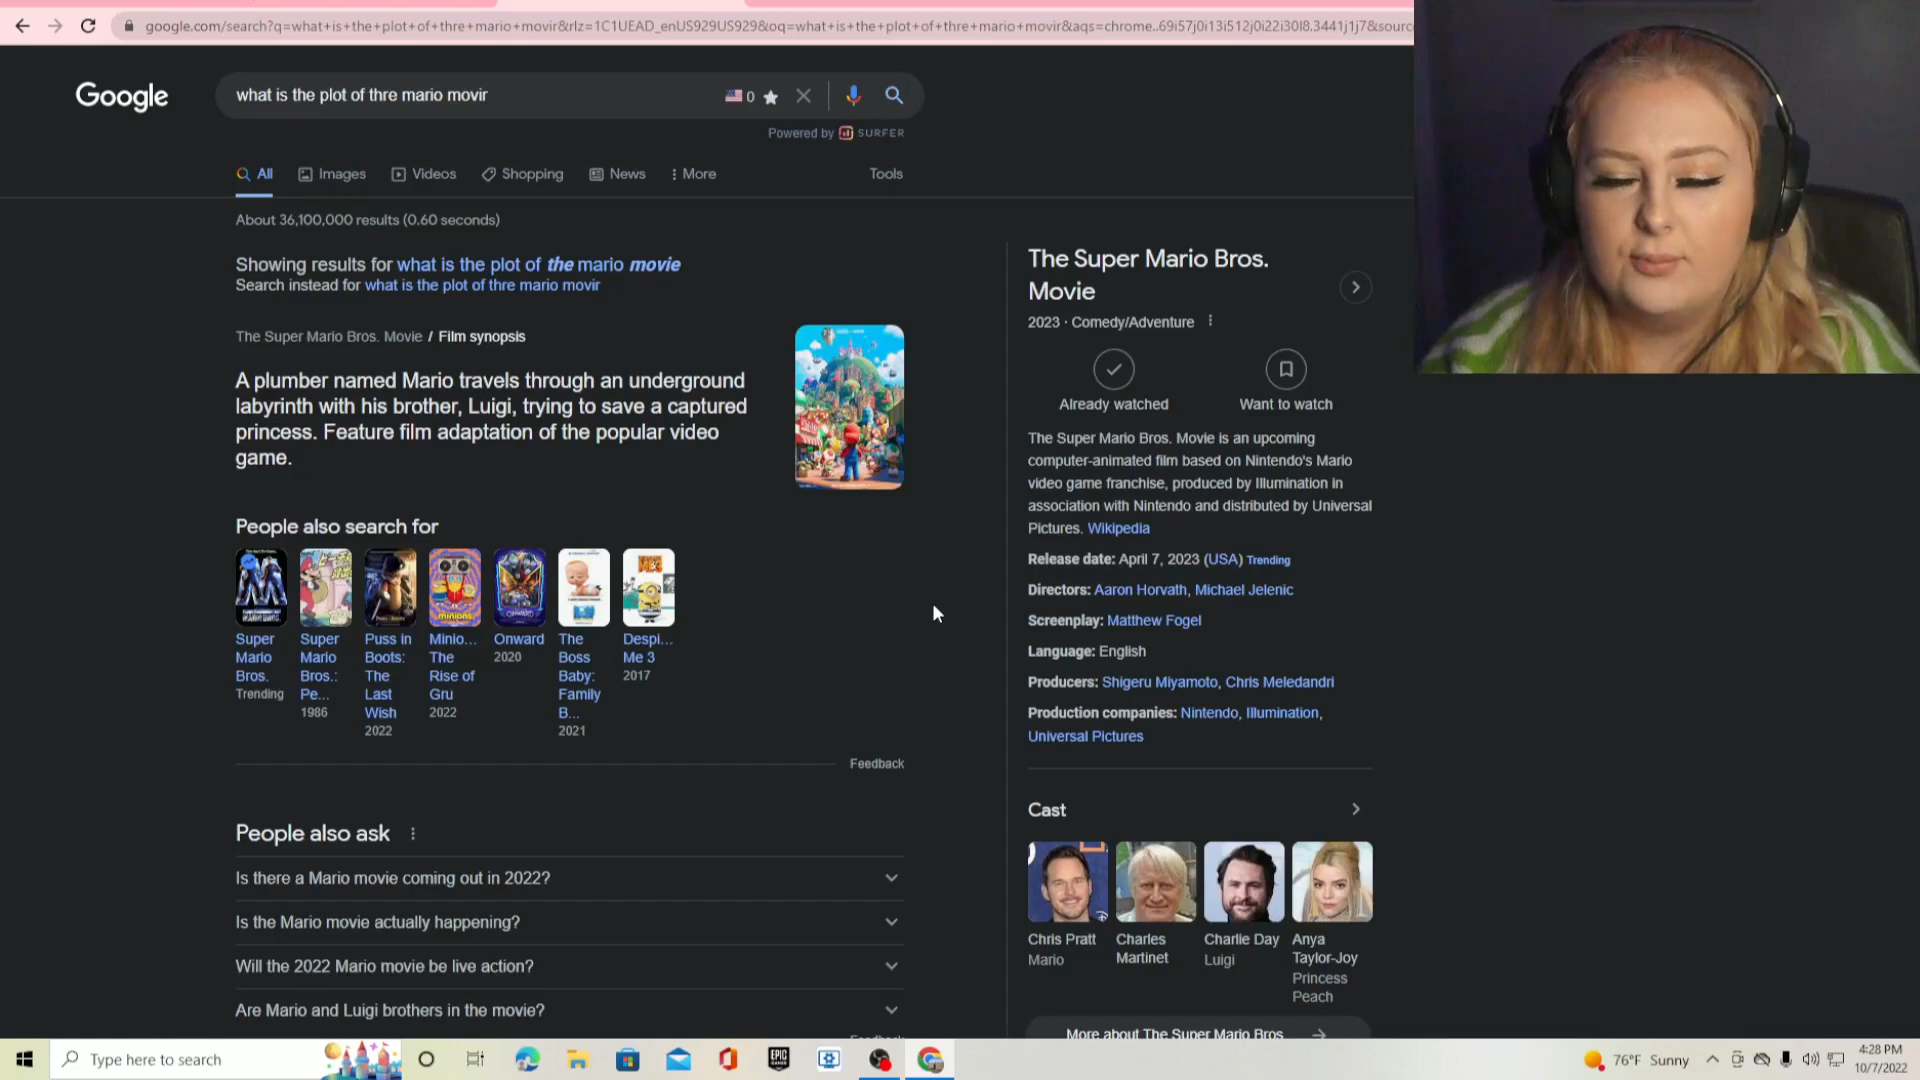 google.com/search?q=what+is+the+plot+of+thre+mario+movir&rlz=1C1UEAD_enUS929US929&oq=what+is+the+plot+of+thre+mario+movir&aqs=chrome..69i57j0i13i512j0i22i30l8.3441j1j7&sourc
Google
what is the plot of thre mario movir
0
Powered by SURFER
All Images Videos Shopping News More Tools
About 36,100,000 results (0.60 seconds)
Showing results for what is the plot of the mario movie
Search instead for what is the plot of thre mario movir
The Super Mario Bros. Movie / Film synopsis
A plumber named Mario travels through an underground
labyrinth with his brother, Luigi, trying to save a captured
princess. Feature film adaptation of the popular video
game.
People also search for
Super
Mario
Bros.
Trending
Super
Mario
Bros.:
Pe...
1986
Puss in
Boots:
The
Last
Wish
2022
Minio...
The
Rise of
Gru
2022
Onward
2020
The
Boss
Baby:
Family
B...
2021
Despi...
Me 3
2017
Feedback
People also ask
Is there a Mario movie coming out in 2022?
Is the Mario movie actually happening?
Will the 2022 Mario movie be live action?
Are Mario and Luigi brothers in the movie?
Feedback
The Super Mario Bros.
Movie
2023 · Comedy/Adventure
Already watched
Want to watch
The Super Mario Bros. Movie is an upcoming
computer-animated film based on Nintendo's Mario
video game franchise, produced by Illumination in
association with Nintendo and distributed by Universal
Pictures. Wikipedia
Release date: April 7, 2023 (USA) Trending
Directors: Aaron Horvath, Michael Jelenic
Screenplay: Matthew Fogel
Language: English
Producers: Shigeru Miyamoto, Chris Meledandri
Production companies: Nintendo, Illumination,
Universal Pictures
Cast
Chris Pratt
Mario
Charles
Martinet
Charlie Day
Luigi
Anya
Taylor-Joy
Princess
Peach
More about The Super Mario Bros
Type here to search
EPIC
GAMES
76°F Sunny
4:28 PM
10/7/2022